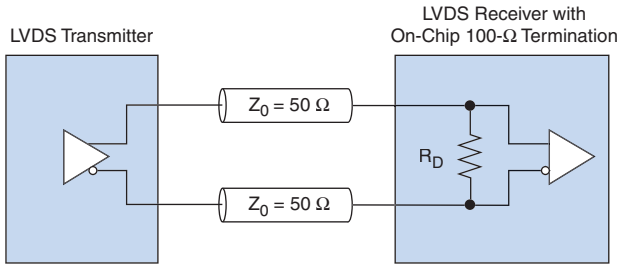 LVDS Transmitter
LVDS Receiver with
On-Chip 100-Ω Termination
Z0 = 50 Ω
RD
Z0 = 50 Ω